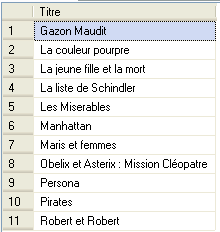 Titre
1 Gazon Maudit
2 La couleur pourpre
3 La jeune fille et la mort
4 La liste de Schindler
5 Les Miserables
6 Manhattan
7 Maris et femmes
8 Obelix et Asterix : Mission Cléopatre
9 Persona
10 Pirates
11 Robert et Robert